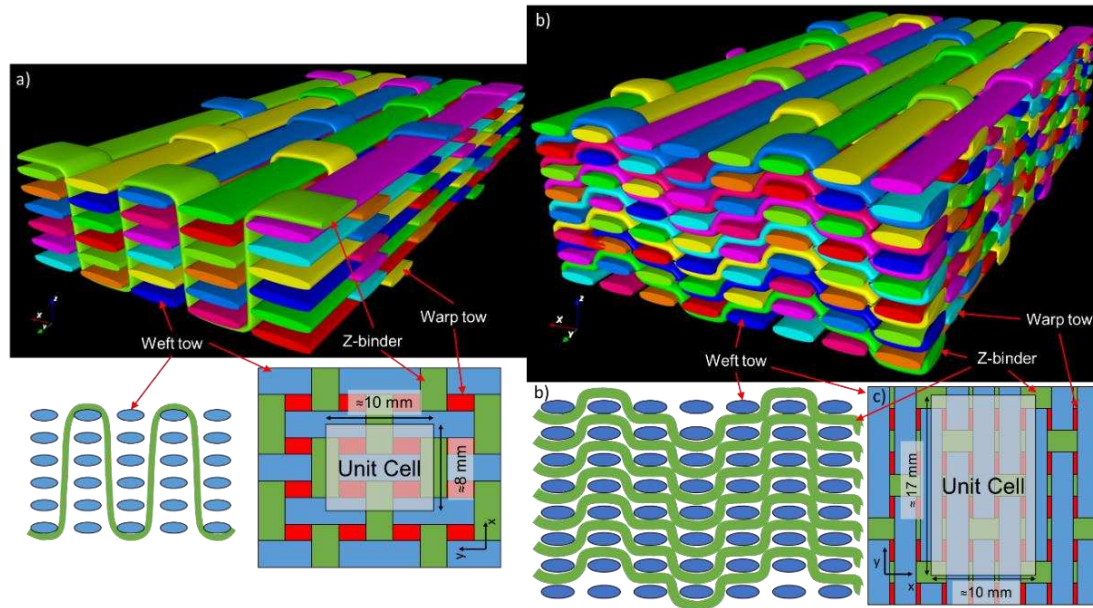 a)
z
X
Y
Weft tow
Z-binder
Warp tow
≈10 mm
Unit Cell
≈8 mm
x
y
b)
z
X
Y
Weft tow
Warp tow
Z-binder
b)
c)
≈ 17 mm
Unit Cell
y
x
≈10 mm